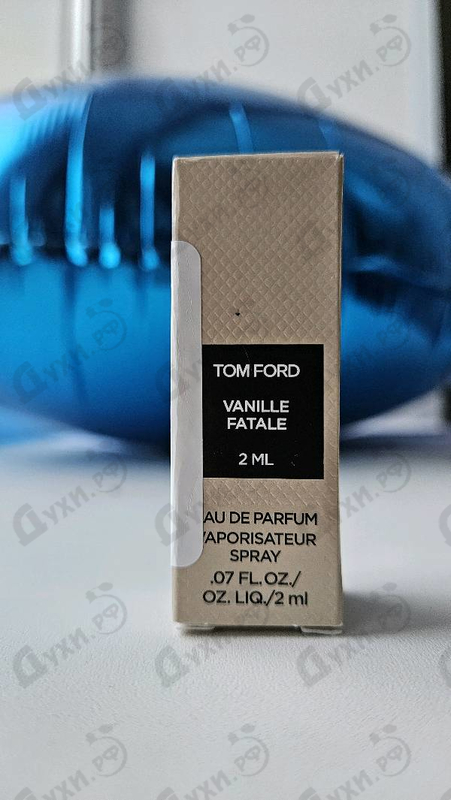 TOM FORD
VANILLE
FATALE
2 ML
AU DE PARFUM
VAPORISATEUR
SPRAY
.07 FL.OZ./
OZ. LIQ./2 ml
Духи.РФ